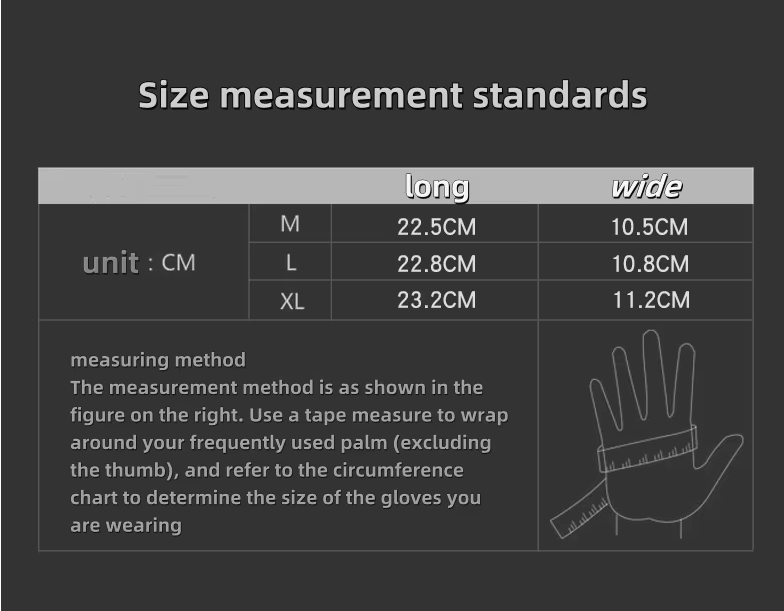 Size measurement standards
long wide
M 22.5CM 10.5CM
unit : CM L 22.8CM 10.8CM
XL 23.2CM 11.2CM
measuring method
The measurement method is as shown in the
figure on the right. Use a tape measure to wrap
around your frequently used palm (excluding
the thumb), and refer to the circumference
chart to determine the size of the gloves you
are wearing